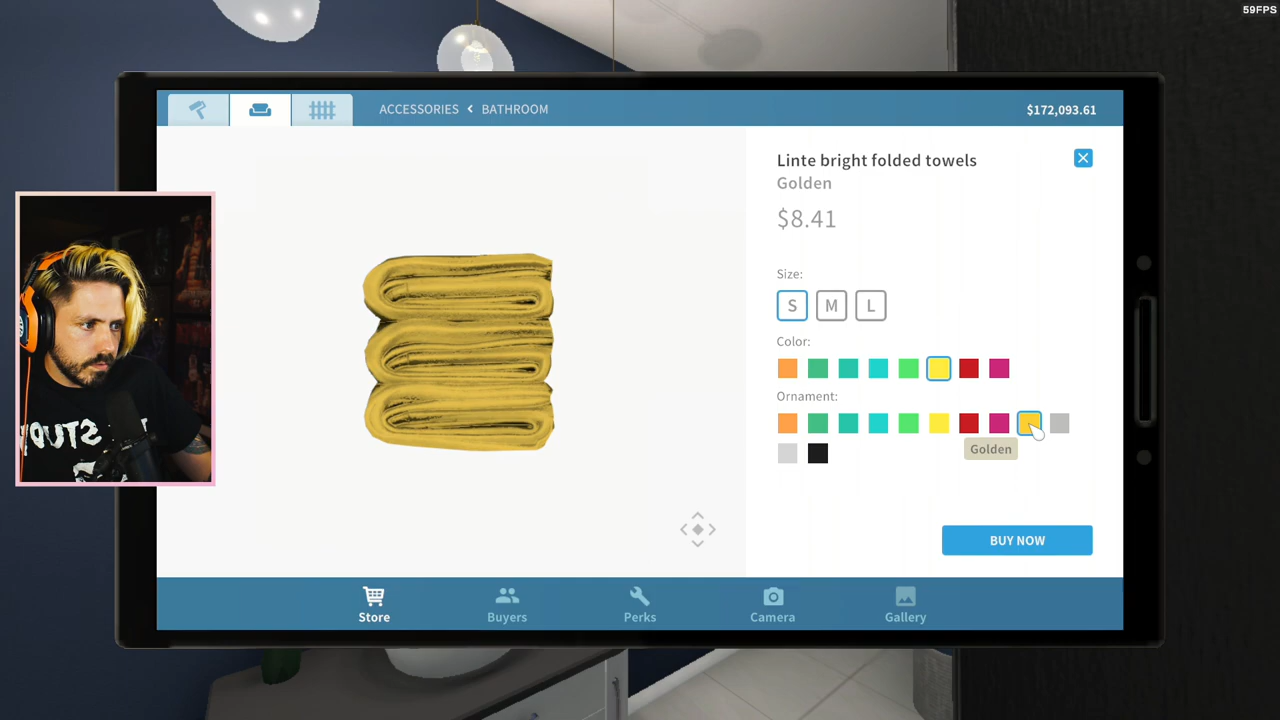 59FPS
ACCESSORIES < BATHROOM
$172,093.61
Linte bright folded towels
Golden
$8.41
Size:
S M L
Color:
Ornament:
Golden
BUY NOW
Store Buyers Perks Camera Gallery